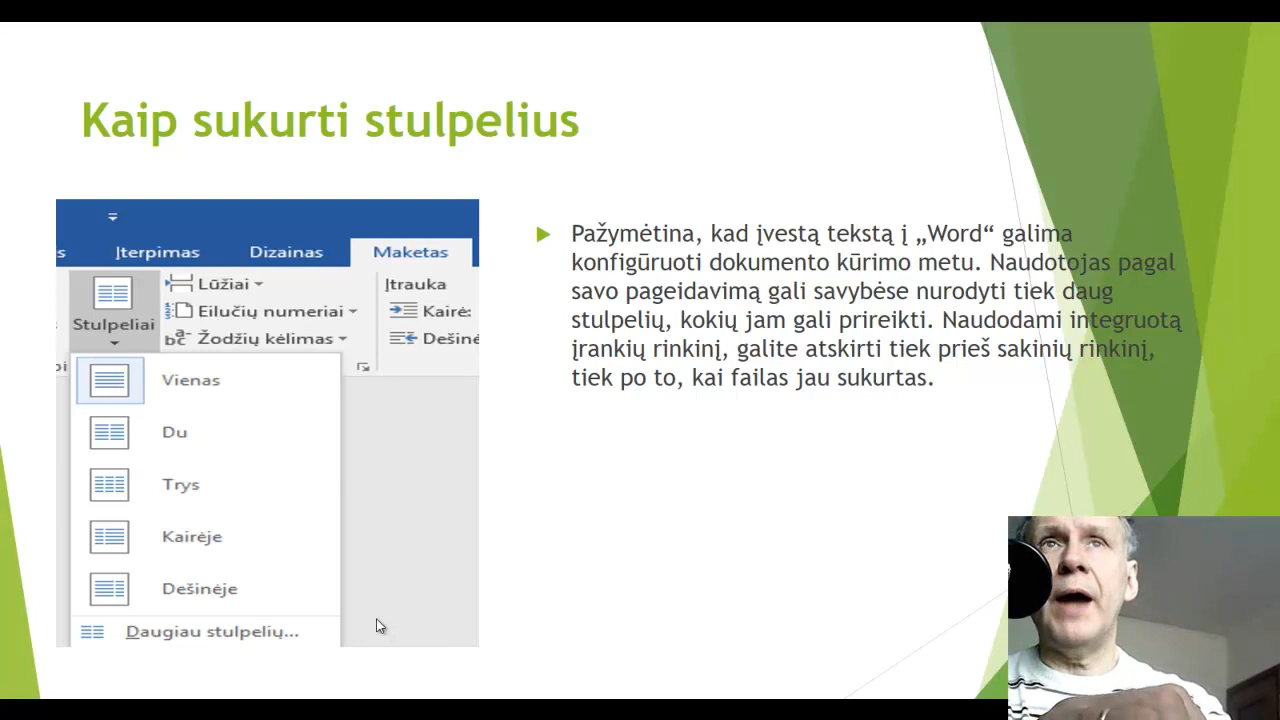 Kaip sukurti stulpelius
Įterpimas Dizainas Maketas
Stulpeliai
Lūžiai
Eilučių numeriai
Žodžių kėlimas
Įtrauka
Kairė:
Dešinė
Vienas
Du
Trys
Kairėje
Dešinėje
Daugiau stulpelių...
Pažymėtina, kad įvestą tekstą į „Word“ galima
konfigūruoti dokumento kūrimo metu. Naudotojas pagal
savo pageidavimą gali savybėse nurodyti tiek daug
stulpelių, kokių jam gali prireikti. Naudodami integruotą
įrankių rinkinį, galite atskirti tiek prieš sakinių rinkinį,
tiek po to, kai failas jau sukurtas.